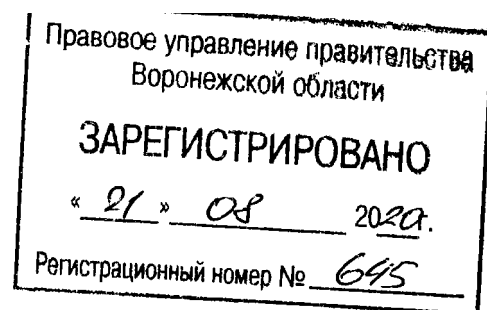 Правовое управление правительства
Воронежской области
ЗАРЕГИСТРИРОВАНО
« 21 » 08 2020г.
Регистрационный номер № 645